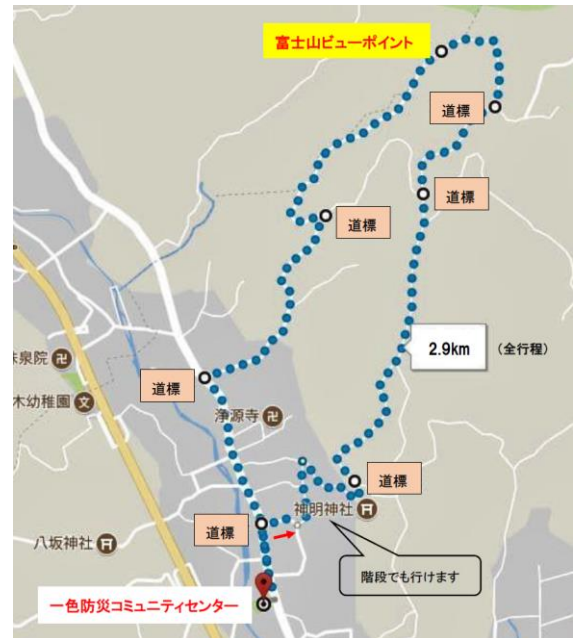 富士山ビューポイント
道標
道標
道標
2.9km
(全行程)
泉院
道標
木幼稚園
浄源寺
道標
神明神社
道標
八坂神社
階段でも行けます
一色防災コミュニティセンター